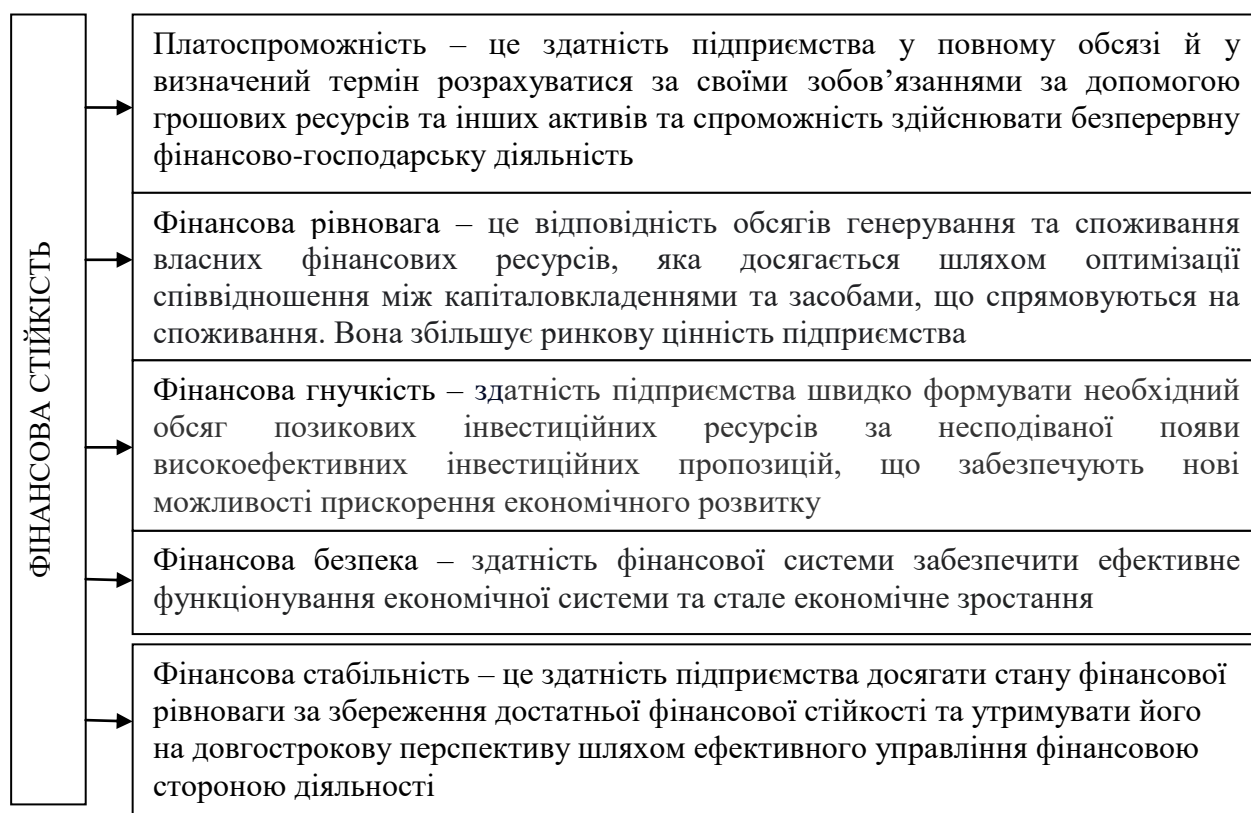 ФІНАНСОВА СТІЙКІСТЬ
Платоспроможність – це здатність підприємства у повному обсязі й у
визначений термін розрахуватися за своїми зобов’язаннями за допомогою
грошових ресурсів та інших активів та спроможність здійснювати безперервну
фінансово-господарську діяльність
Фінансова рівновага – це відповідність обсягів генерування та споживання
власних фінансових ресурсів, яка досягається шляхом оптимізації
співвідношення між капіталовкладеннями та засобами, що спрямовуються на
споживання. Вона збільшує ринкову цінність підприємства
Фінансова гнучкість – здатність підприємства швидко формувати необхідний
обсяг позикових інвестиційних ресурсів за несподіваної появи
високоефективних інвестиційних пропозицій, що забезпечують нові
можливості прискорення економічного розвитку
Фінансова безпека – здатність фінансової системи забезпечити ефективне
функціонування економічної системи та стале економічне зростання
Фінансова стабільність – це здатність підприємства досягати стану фінансової
рівноваги за збереження достатньої фінансової стійкості та утримувати його
на довгострокову перспективу шляхом ефективного управління фінансовою
стороною діяльності